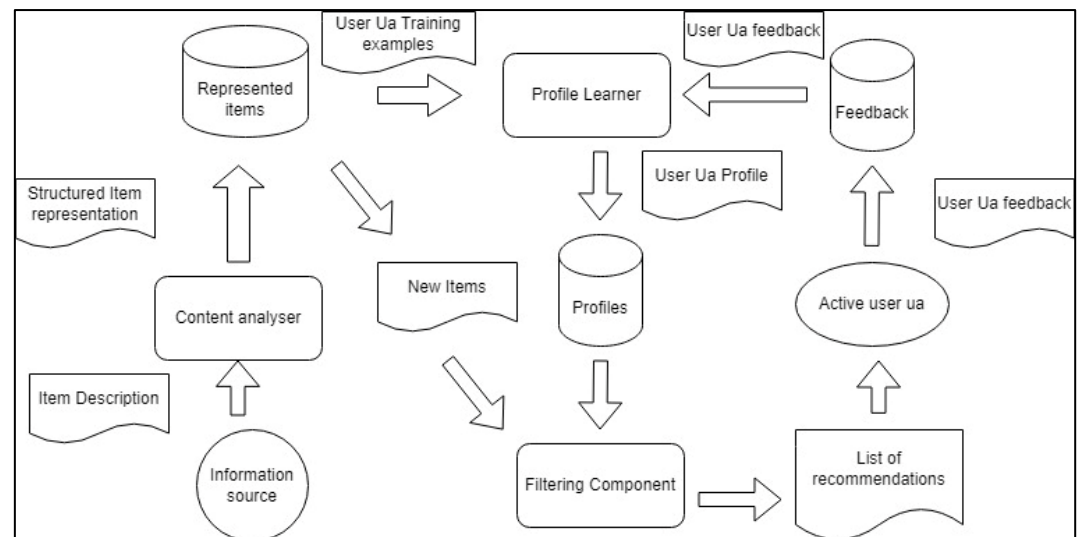 User Ua Training
examples
User Ua feedback
Represented
items
Profile Learner
Feedback
Structured Item
representation
User Ua Profile
User Ua feedback
New Items
Profiles
Active user ua
Content analyser
Item Description
Information
source
Filtering Component
List of
recommendations